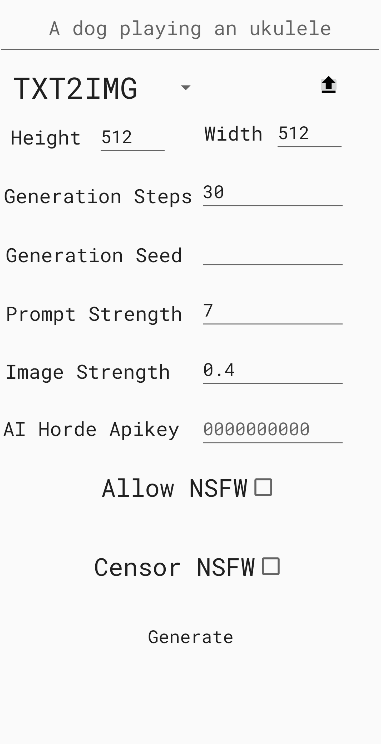 A dog playing an ukulele
TXT2IMG
Height 512 Width 512
Generation Steps 30
Generation Seed
Prompt Strength 7
Image Strength 0.4
AI Horde Apikey 0000000000
Allow NSFW
Censor NSFW
Generate